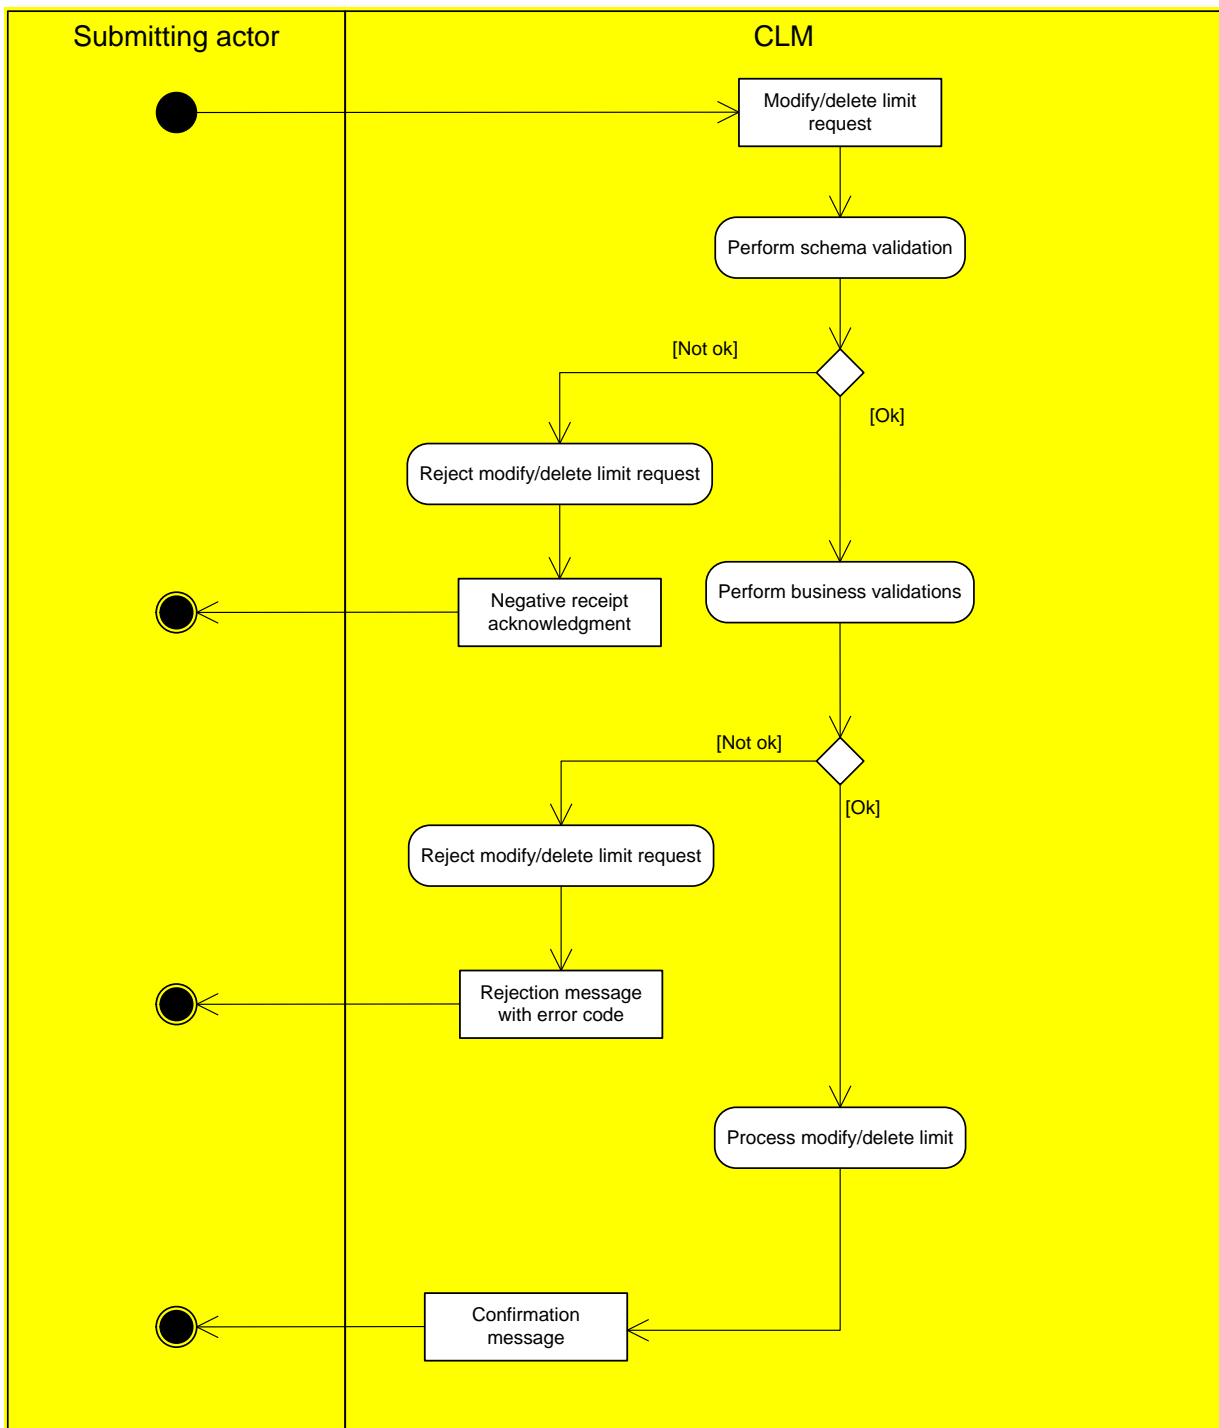 Submitting actor
CLM
Modify/delete limit
request
Perform schema validation
[Not ok]
[Ok]
Reject modify/delete limit request
Negative receipt
acknowledgment
Perform business validations
[Not ok]
[Ok]
Reject modify/delete limit request
Rejection message
with error code
Process modify/delete limit
Confirmation
message